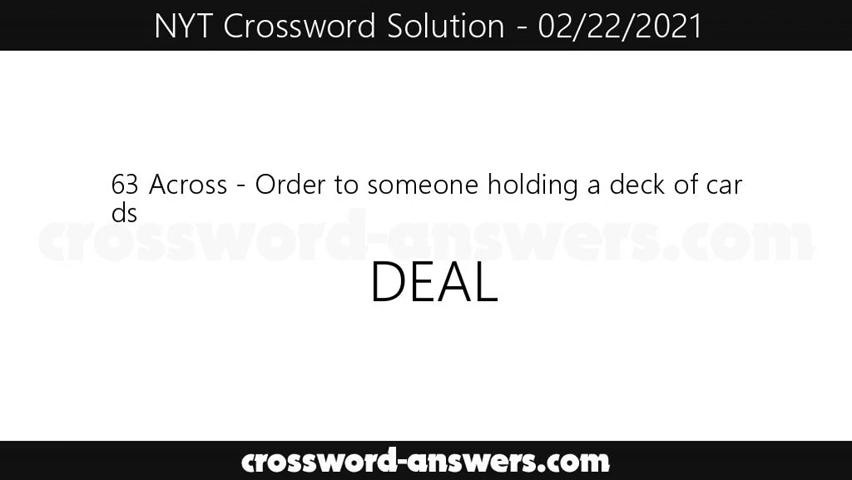 NYT Crossword Solution - 02/22/2021
63 Across - Order to someone holding a deck of car
ds
crossword-answers.com
DEAL
crossword-answers.com